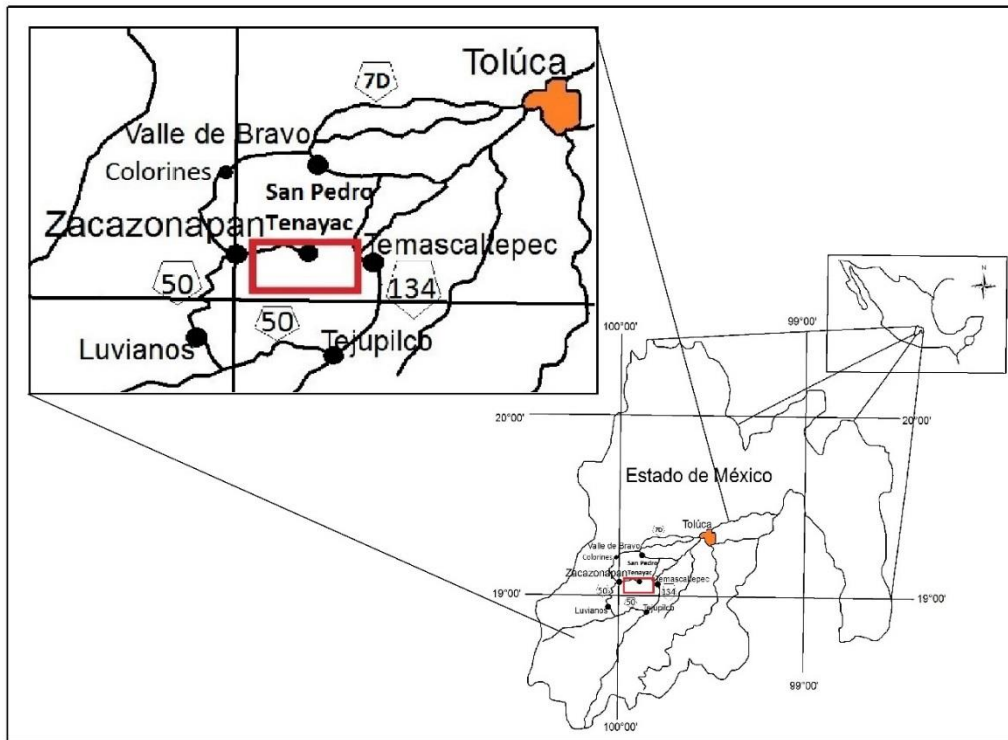 Tolúca
7D
Valle de Bravo
Colorines
San Pedro
Tenayac
Zacazonapan
Temascaltepec
50
134
50
Luvianos
Tejupilco
N
100°00'
99°00'
20°00'
20°00'
Estado de México
Tolúca
(7D)
Valle de Bravo
Colorines
San Pedro
Tenayac
Zacazonapan
Temascaltepec
(50)
134
(50)
Luvianos
Tejupilco
19°00'
19°00'
99°00'
100°00'